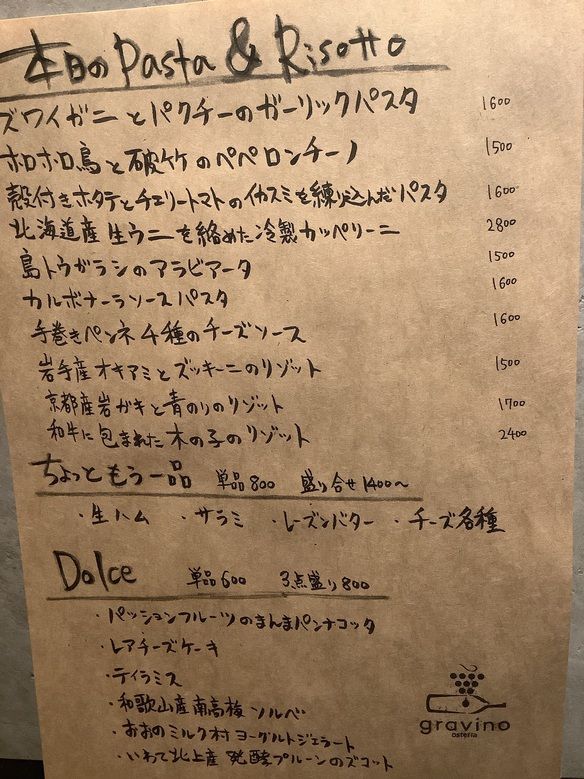 本日のPasta & Risotto
ズワイガニとパクチーのガーリックパスタ 1600
ホロホロ鳥と破竹のペペロンチーノ 1500
殻付きホタテとチェリートマトのイカスミを練り込んだパスタ 1600
北海道産生ウニを絡めた冷製カッペリーニ 2800
島トウガラシのアラビアータ 1500
カルボナーラソースパスタ 1600
手巻きペンネ4種のチーズソース 1600
岩手産オキアミとズッキーニのリゾット 1500
京都産岩ガキと青のりのリゾット 1700
和牛に包まれた木の子のリゾット 2400
ちょっともう一品 単品800 盛り合せ1400〜
・生ハム ・サラミ ・レーズンバター ・チーズ各種
Dolce 単品600 3点盛り800
・パッションフルーツのまんまパンナコッタ
・レアチーズケーキ
・ティラミス
・和歌山産南高梅ソルベ
・おおのミルク村ヨーグルトジェラート
・いわて北上産発酵プルーンのズコット
gravino
osteria